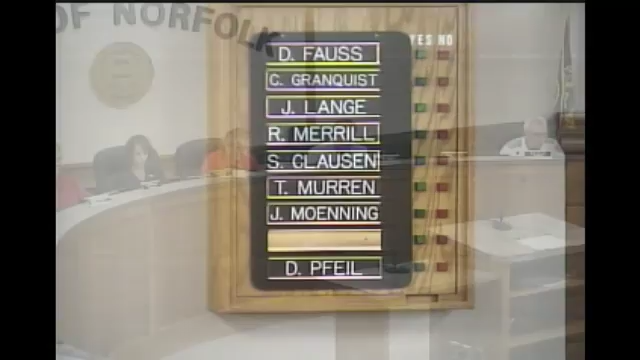 OF NORFOLK
YES NO
D. FAUSS
C. GRANQUIST
J. LANGE
R. MERRILL
S. CLAUSEN
T. MURREN
J. MOENNING
D. PFEIL